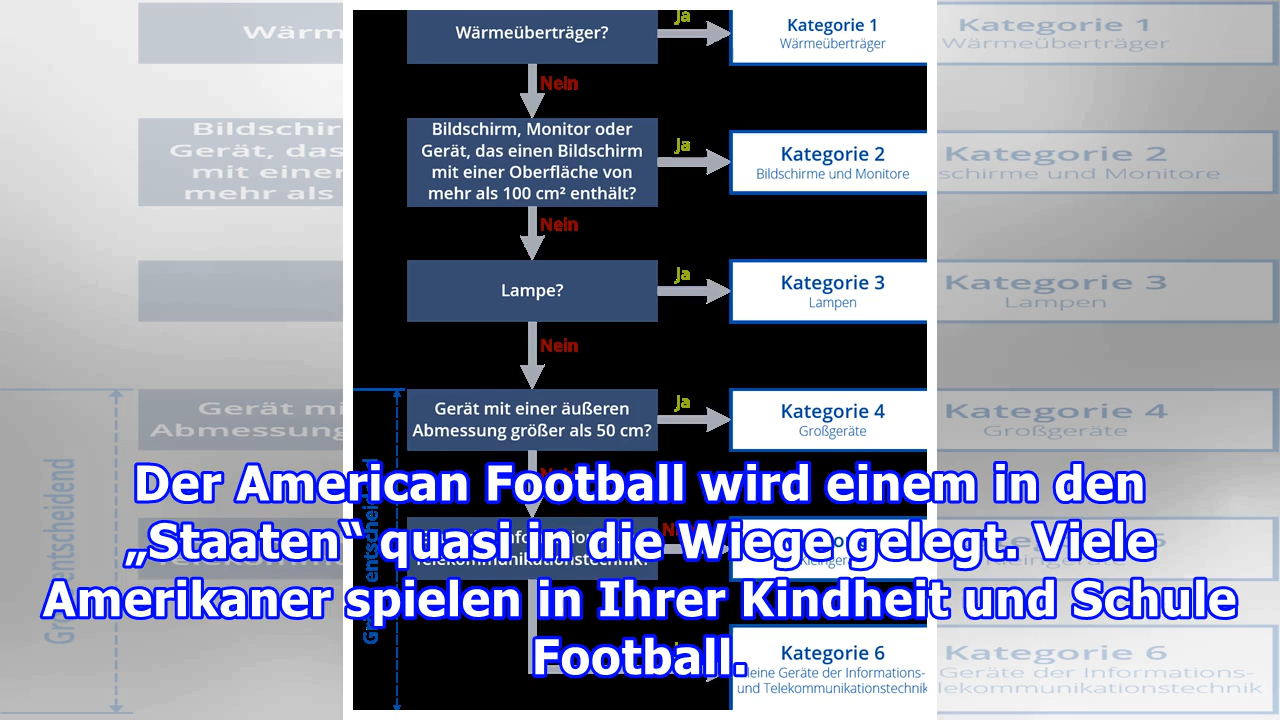 Wärmeüberträger?
Ja
Kategorie 1
Wärmeüberträger
Nein
Bildschirm, Monitor oder
Gerät, das einen Bildschirm
mit einer Oberfläche von
mehr als 100 cm² enthält?
Ja
Kategorie 2
Bildschirme und Monitore
Nein
Lampe?
Ja
Kategorie 3
Lampen
Nein
Gerät mit einer äußeren
Abmessung größer als 50 cm?
Ja
Kategorie 4
Großgeräte
Der American Football wird einem in den
„Staaten“ quasi in die Wiege gelegt. Viele
Amerikaner spielen in Ihrer Kindheit und Schule
Football.
Telekommunikationstechnik?
Kategorie 6
Kleine Geräte der Informations-
und Telekommunikationstechnik